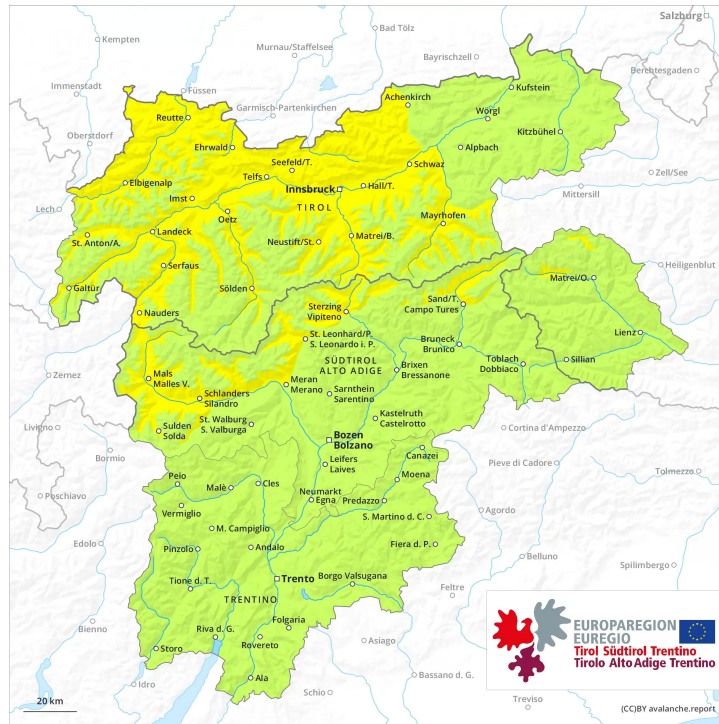 Salzburg
Bad Tölz
Kempten
Murnau/Staffelsee
Bayrischzell
Berchtesgaden
Immenstadt
Füssen
Garmisch-Partenkirchen
Achenkirch
Kufstein
Reutte
Wörgl
Oberstdorf
Ehrwald
Kitzbühel
Alpbach
Seefeld/T.
Schwaz
Telfs
Zell/See
Elbigenalp
Innsbruck
Hall/T.
Mittersill
Imst
TIROL
Lech
Oetz
Mayrhofen
Landeck
St. Anton/A.
Neustift/St.
Matrei/B.
Heiligenblut
Serfaus
Matrei/O.
Galtür
Sölden
Sand/T.
Campo Tures
Nauders
Sterzing
Vipiteno
Lienz
St. Leonhard/P.
S. Leonardo i. P.
Bruneck
Brunico
Sillian
SÜDTIROL
ALTO ADIGE
Toblach
Dobbiaco
Zernez
Mals
Malles V.
Meran
Merano
Brixen
Bressanone
Sarnthein
Sarentino
Schlanders
Silandro
St. Walburg
S. Valburga
Kastelruth
Castelrotto
Livigno
Sulden
Solda
Cortina d'Ampezzo
Bozen
Bolzano
Bormio
Canazei
Leifers
Laives
Pieve di Cadore
Tolmezzo
Peio
Moena
Malè
Cles
Poschiavo
Neumarkt
Egna
Predazzo
Vermiglio
Agordo
S. Martino d. C.
M. Campiglio
Edolo
Fiera d. P.
Pinzolo
Andalo
Belluno
Spilimbergo
Trento
Borgo Valsugana
Tione d. T.
Feltre
TRENTINO
Folgaria
Bienno
Riva d. G.
Rovereto
Asiago
Storo
Ala
Bassano d. G.
Idro
Schio
Treviso
EUROPAREGION
EUREGIO
Tirol Südtirol Trentino
Tirolo Alto Adige Trentino
20 km
(CC)BY avalanche.report